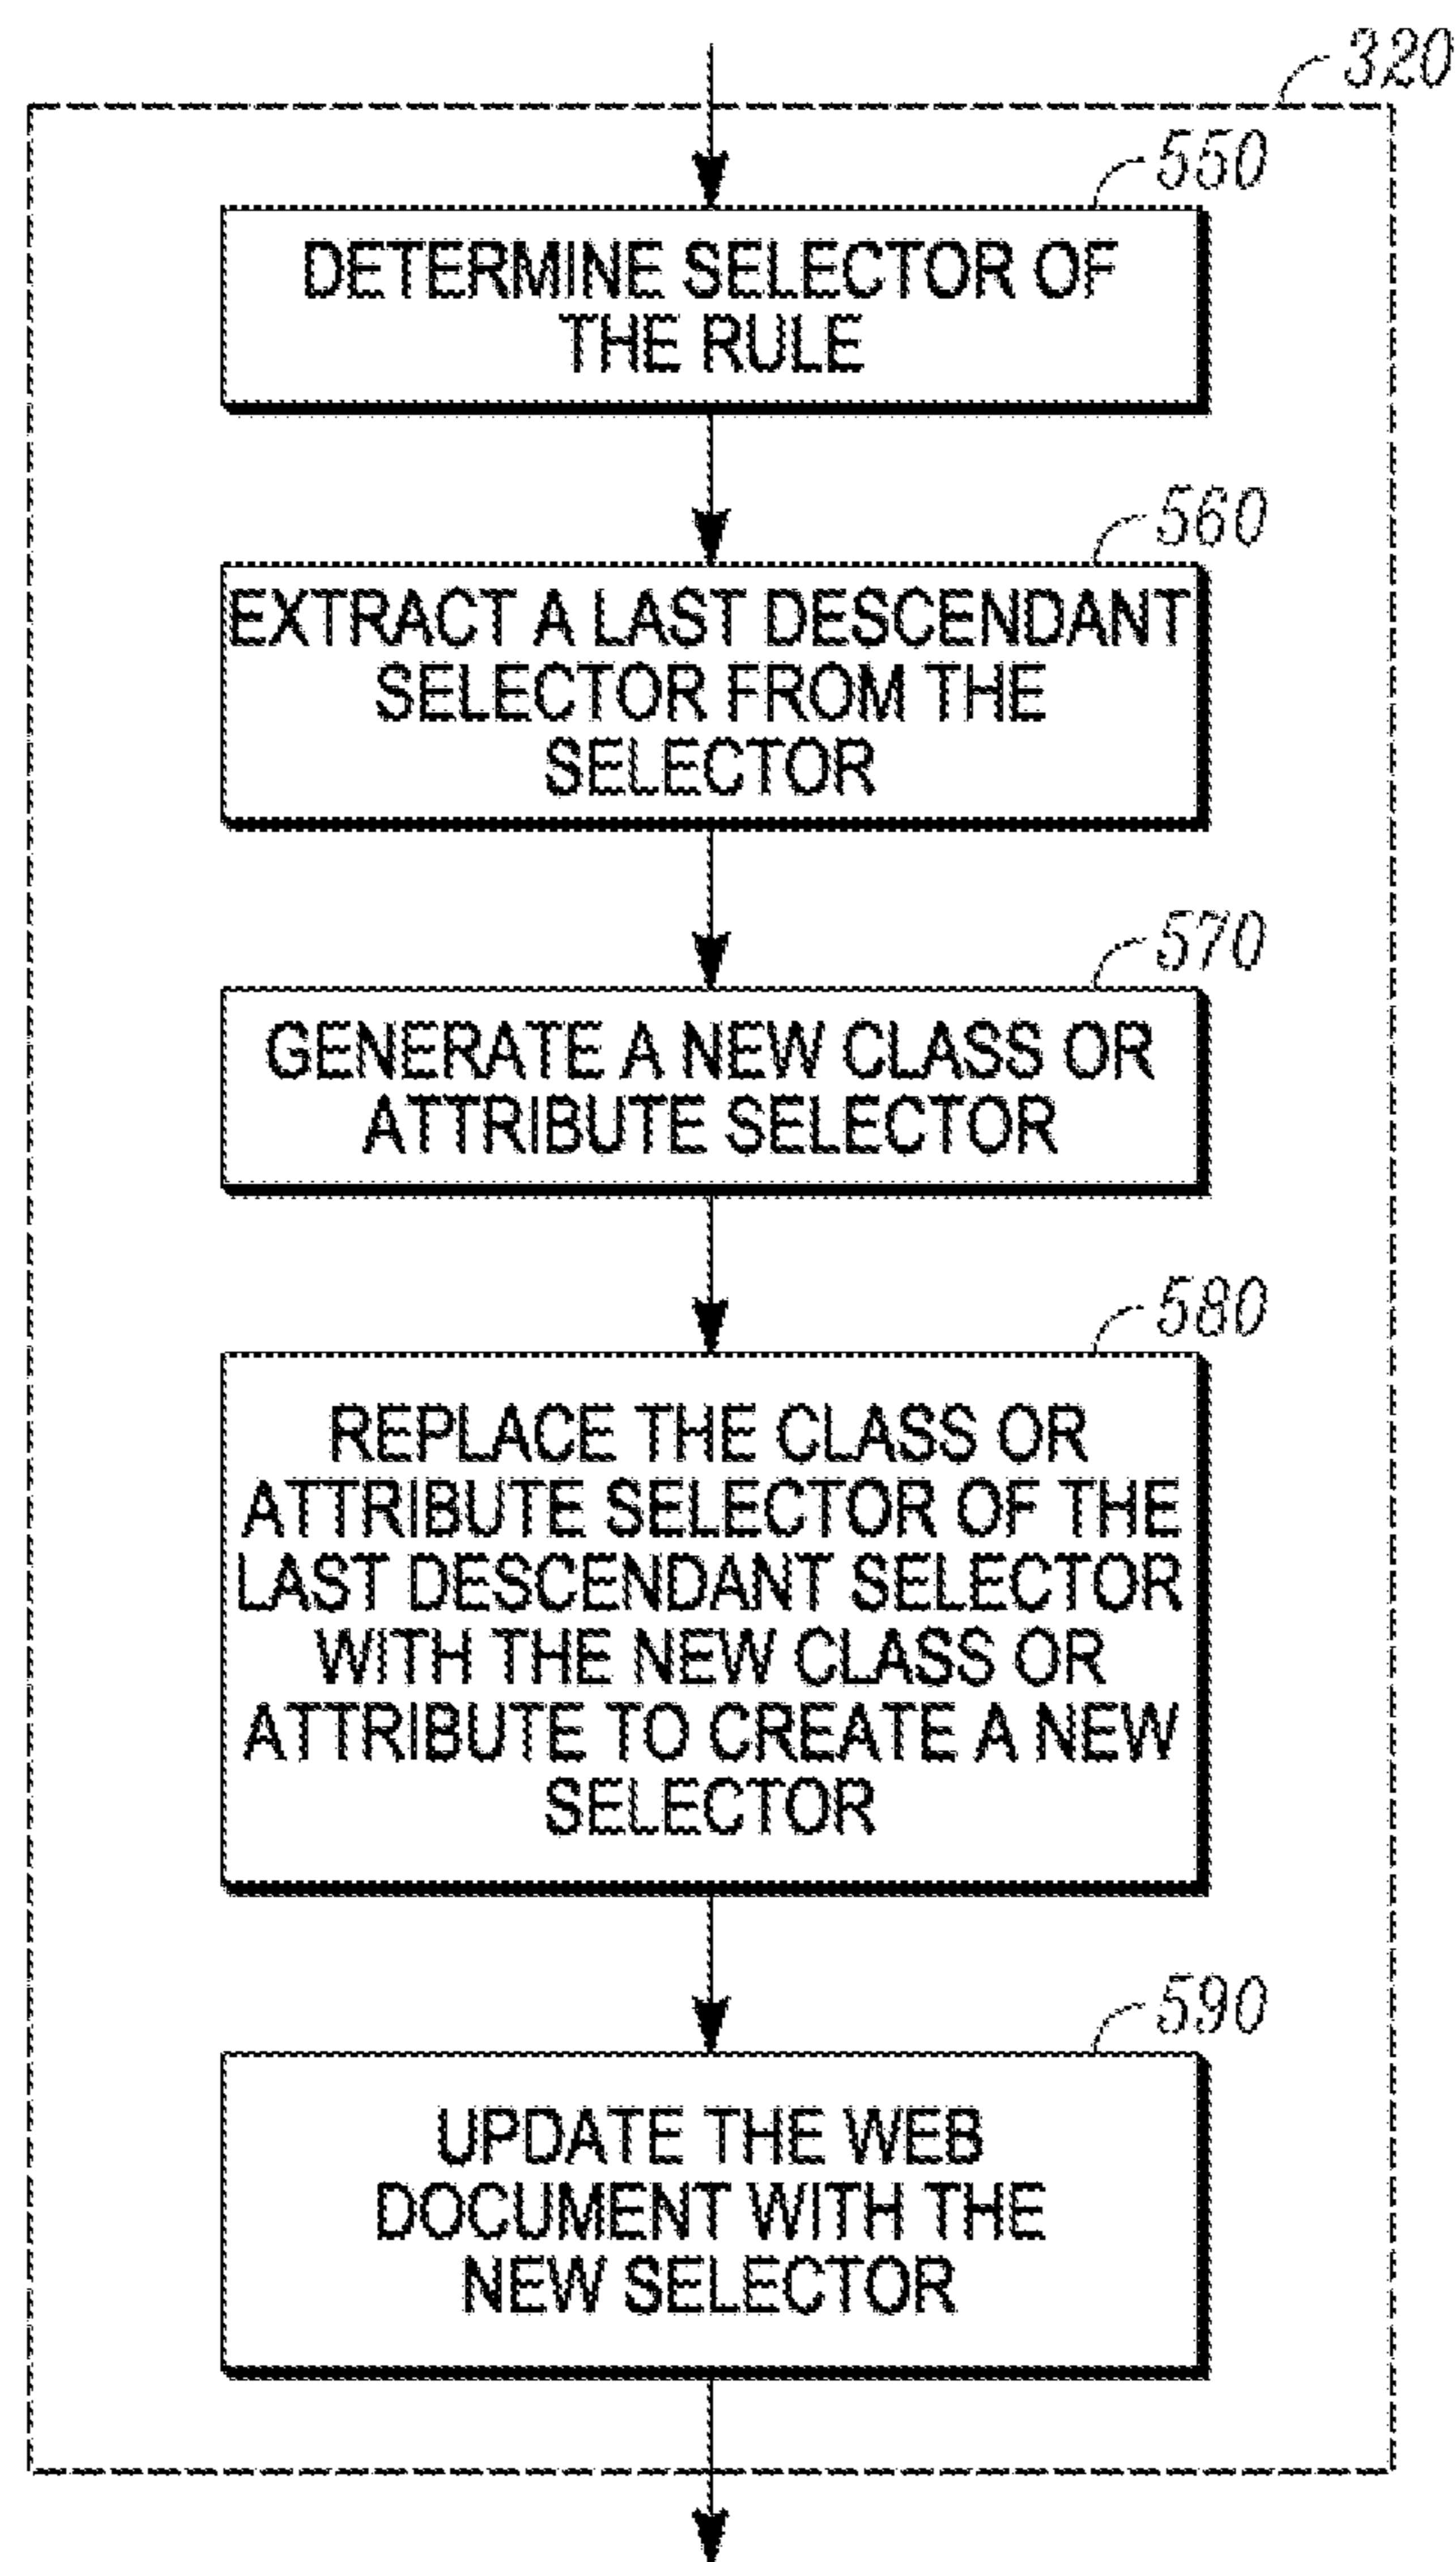 320
550
DETERMINE SELECTOR OF
THE RULE
560
EXTRACT A LAST DESCENDANT
SELECTOR FROM THE
SELECTOR
570
GENERATE A NEW CLASS OR
ATTRIBUTE SELECTOR
580
REPLACE THE CLASS OR
ATTRIBUTE SELECTOR OF THE
LAST DESCENDANT SELECTOR
WITH THE NEW CLASS OR
ATTRIBUTE TO CREATE A NEW
SELECTOR
590
UPDATE THE WEB
DOCUMENT WITH THE
NEW SELECTOR